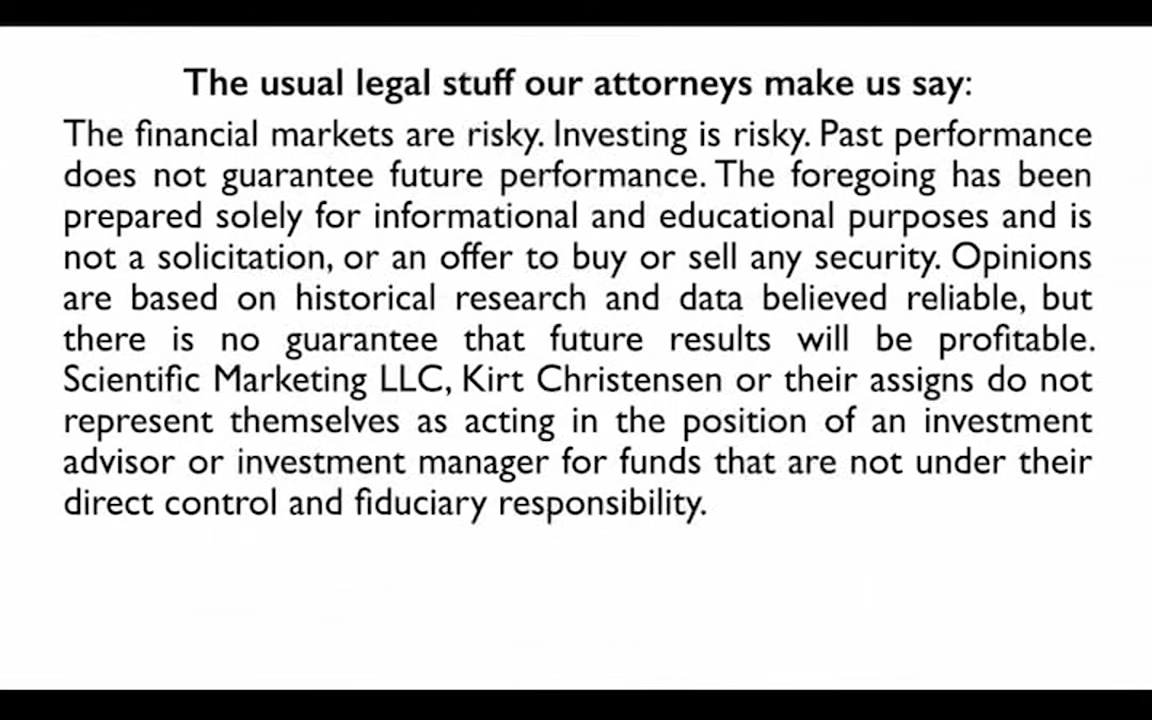 The usual legal stuff our attorneys make us say:
The financial markets are risky. Investing is risky. Past performance
does not guarantee future performance. The foregoing has been
prepared solely for informational and educational purposes and is
not a solicitation, or an offer to buy or sell any security. Opinions
are based on historical research and data believed reliable, but
there is no guarantee that future results will be profitable.
Scientific Marketing LLC, Kirt Christensen or their assigns do not
represent themselves as acting in the position of an investment
advisor or investment manager for funds that are not under their
direct control and fiduciary responsibility.